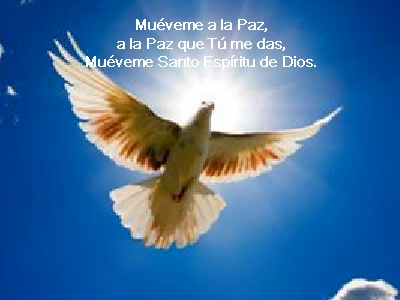 Muéveme a la Paz,
a la Paz que Tú me das,
Muéveme Santo Espíritu de Dios.